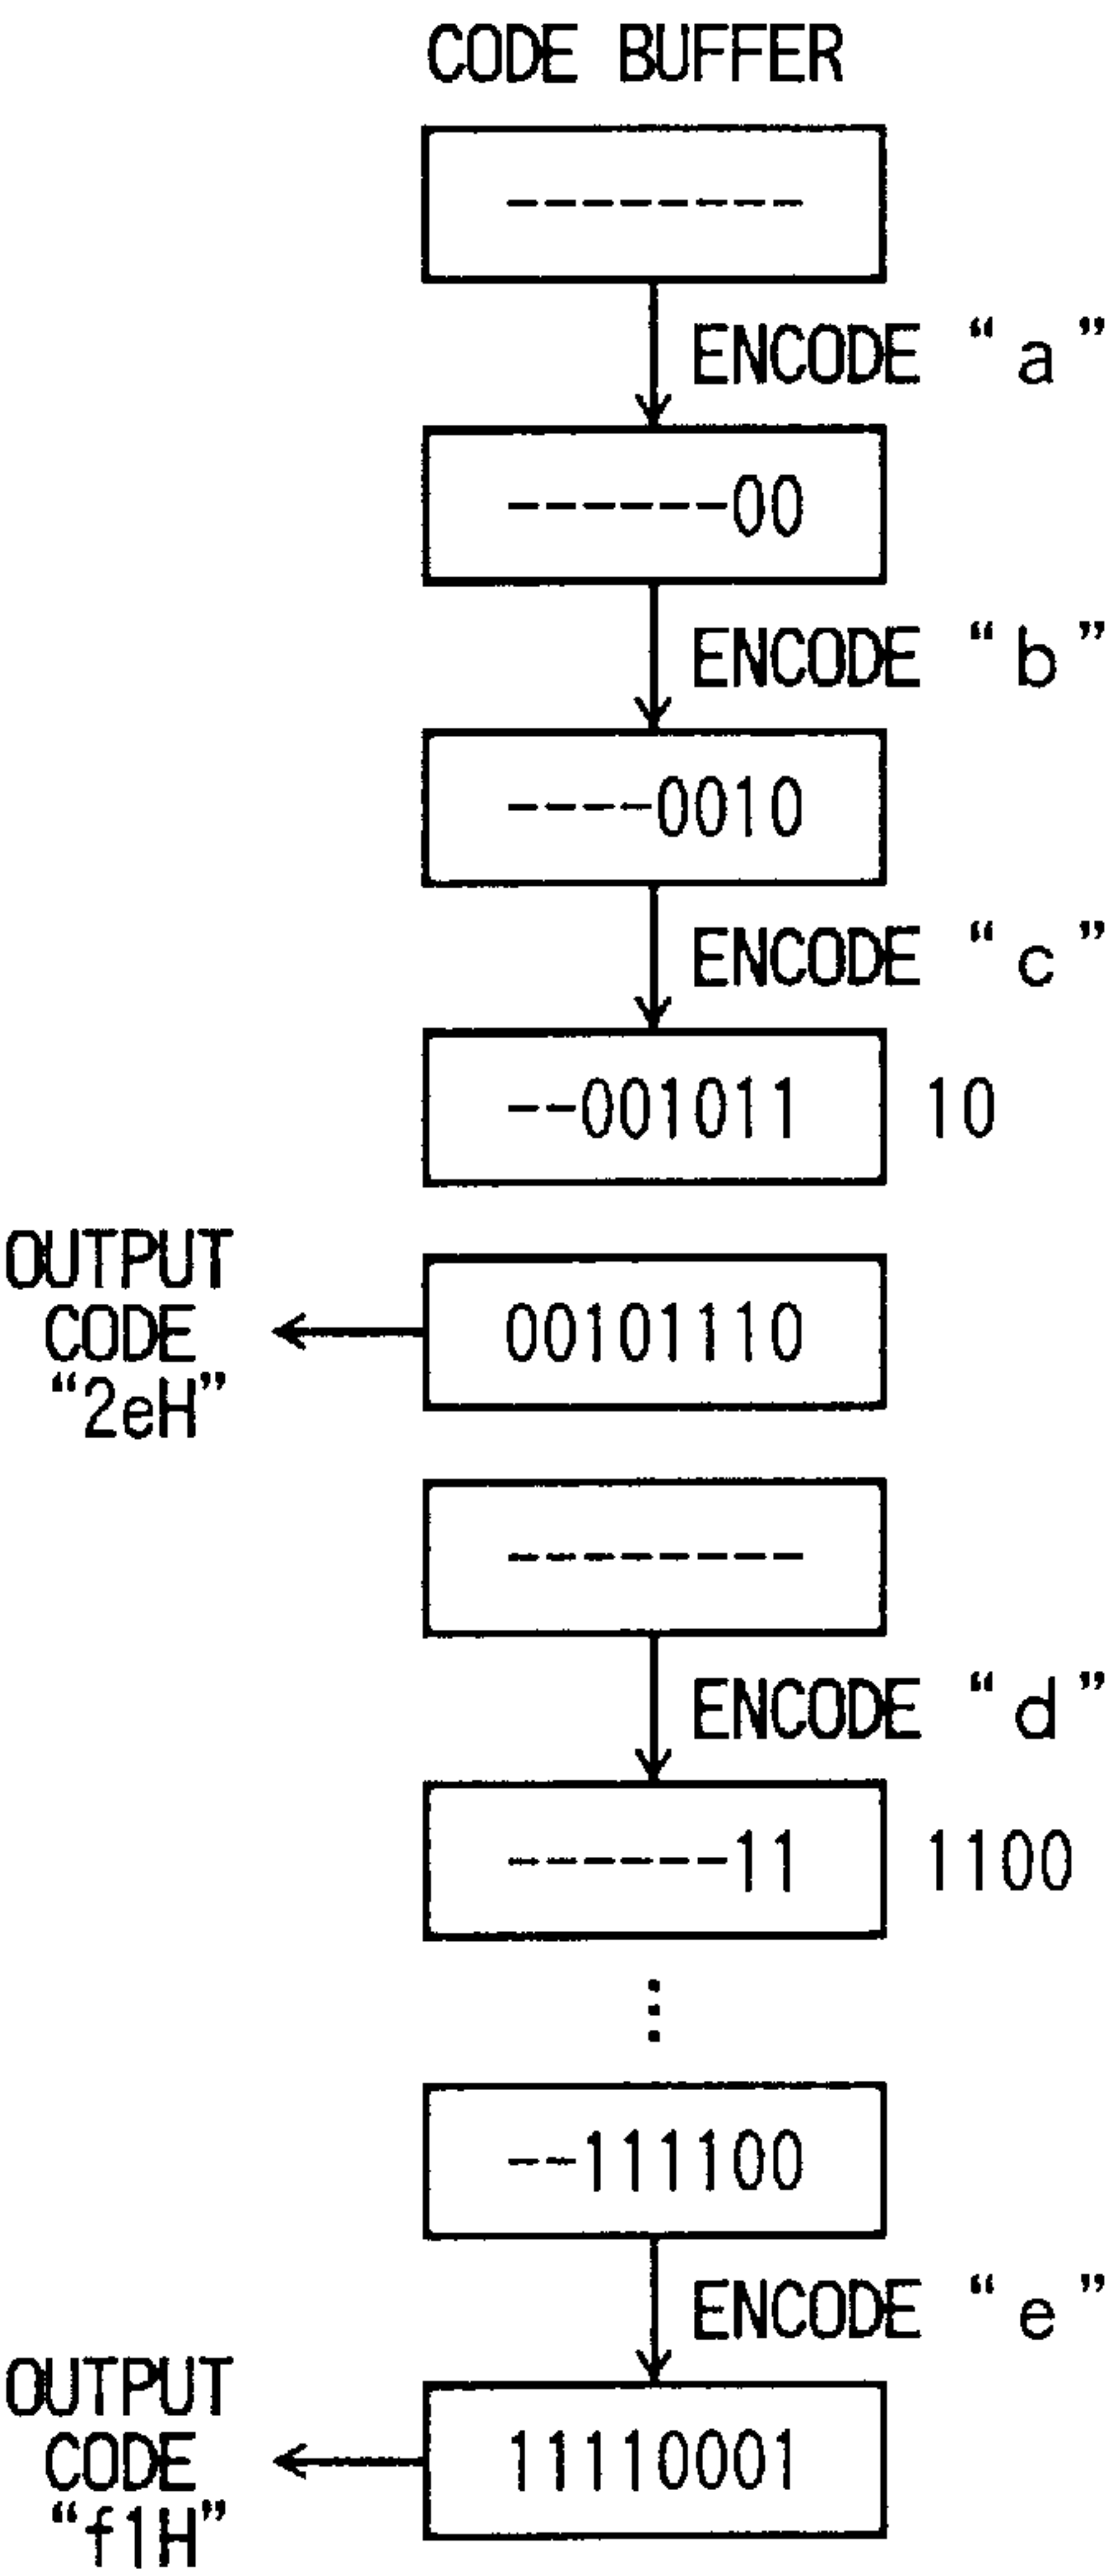 CODE BUFFER
--------
ENCODE “a”
------00
ENCODE “b”
----0010
ENCODE “c”
--001011 10
OUTPUT
CODE
“2eH”
00101110
--------
ENCODE “d”
------11 1100
⋮
--111100
ENCODE “e”
OUTPUT
CODE
“f1H”
11110001